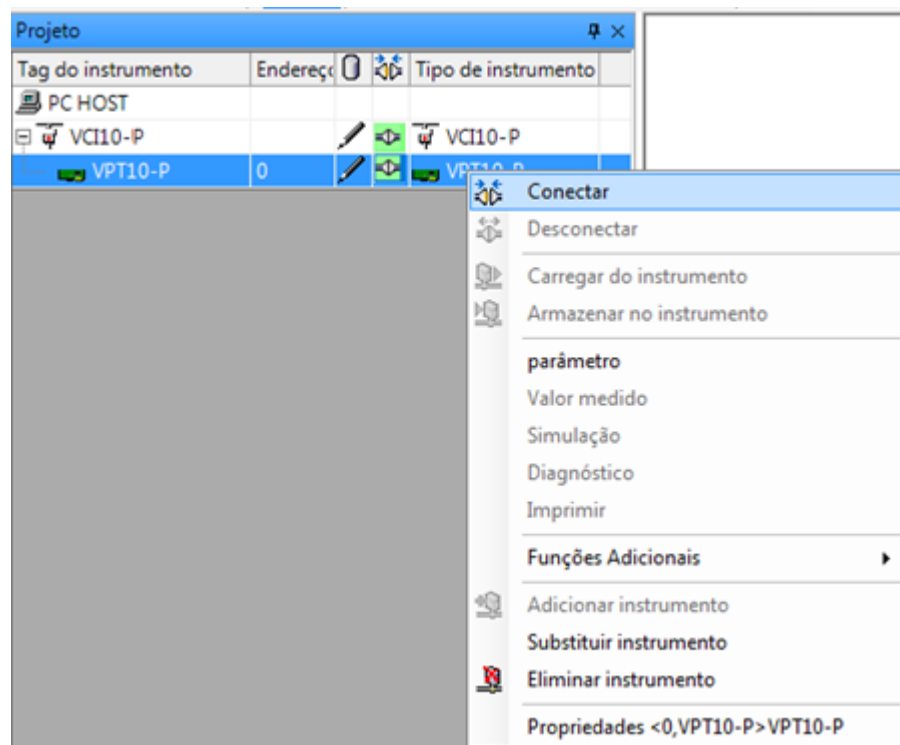 Projeto
Tag do instrumento Endereç Tipo de instrumento
PC HOST
VCI10-P VCI10-P
VPT10-P 0 VPT10-P
Conectar
Desconectar
Carregar do instrumento
Armazenar no instrumento
parâmetro
Valor medido
Simulação
Diagnóstico
Imprimir
Funções Adicionais
Adicionar instrumento
Substituir instrumento
Eliminar instrumento
Propriedades <0,VPT10-P>VPT10-P